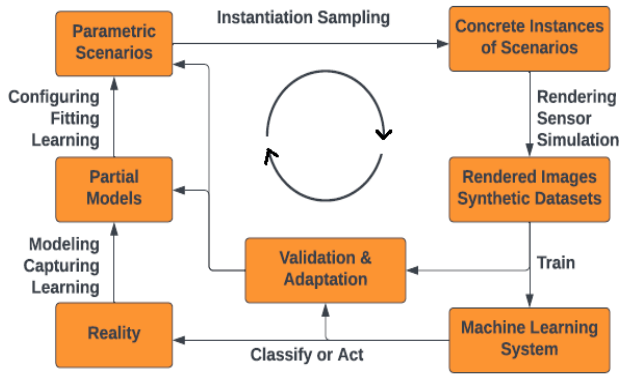 Parametric
Scenarios
Instantiation Sampling
Concrete Instances
of Scenarios
Configuring
Fitting
Learning
Rendering
Sensor
Simulation
Partial
Models
Rendered Images
Synthetic Datasets
Modeling
Capturing
Learning
Validation &
Adaptation
Train
Reality
Classify or Act
Machine Learning
System